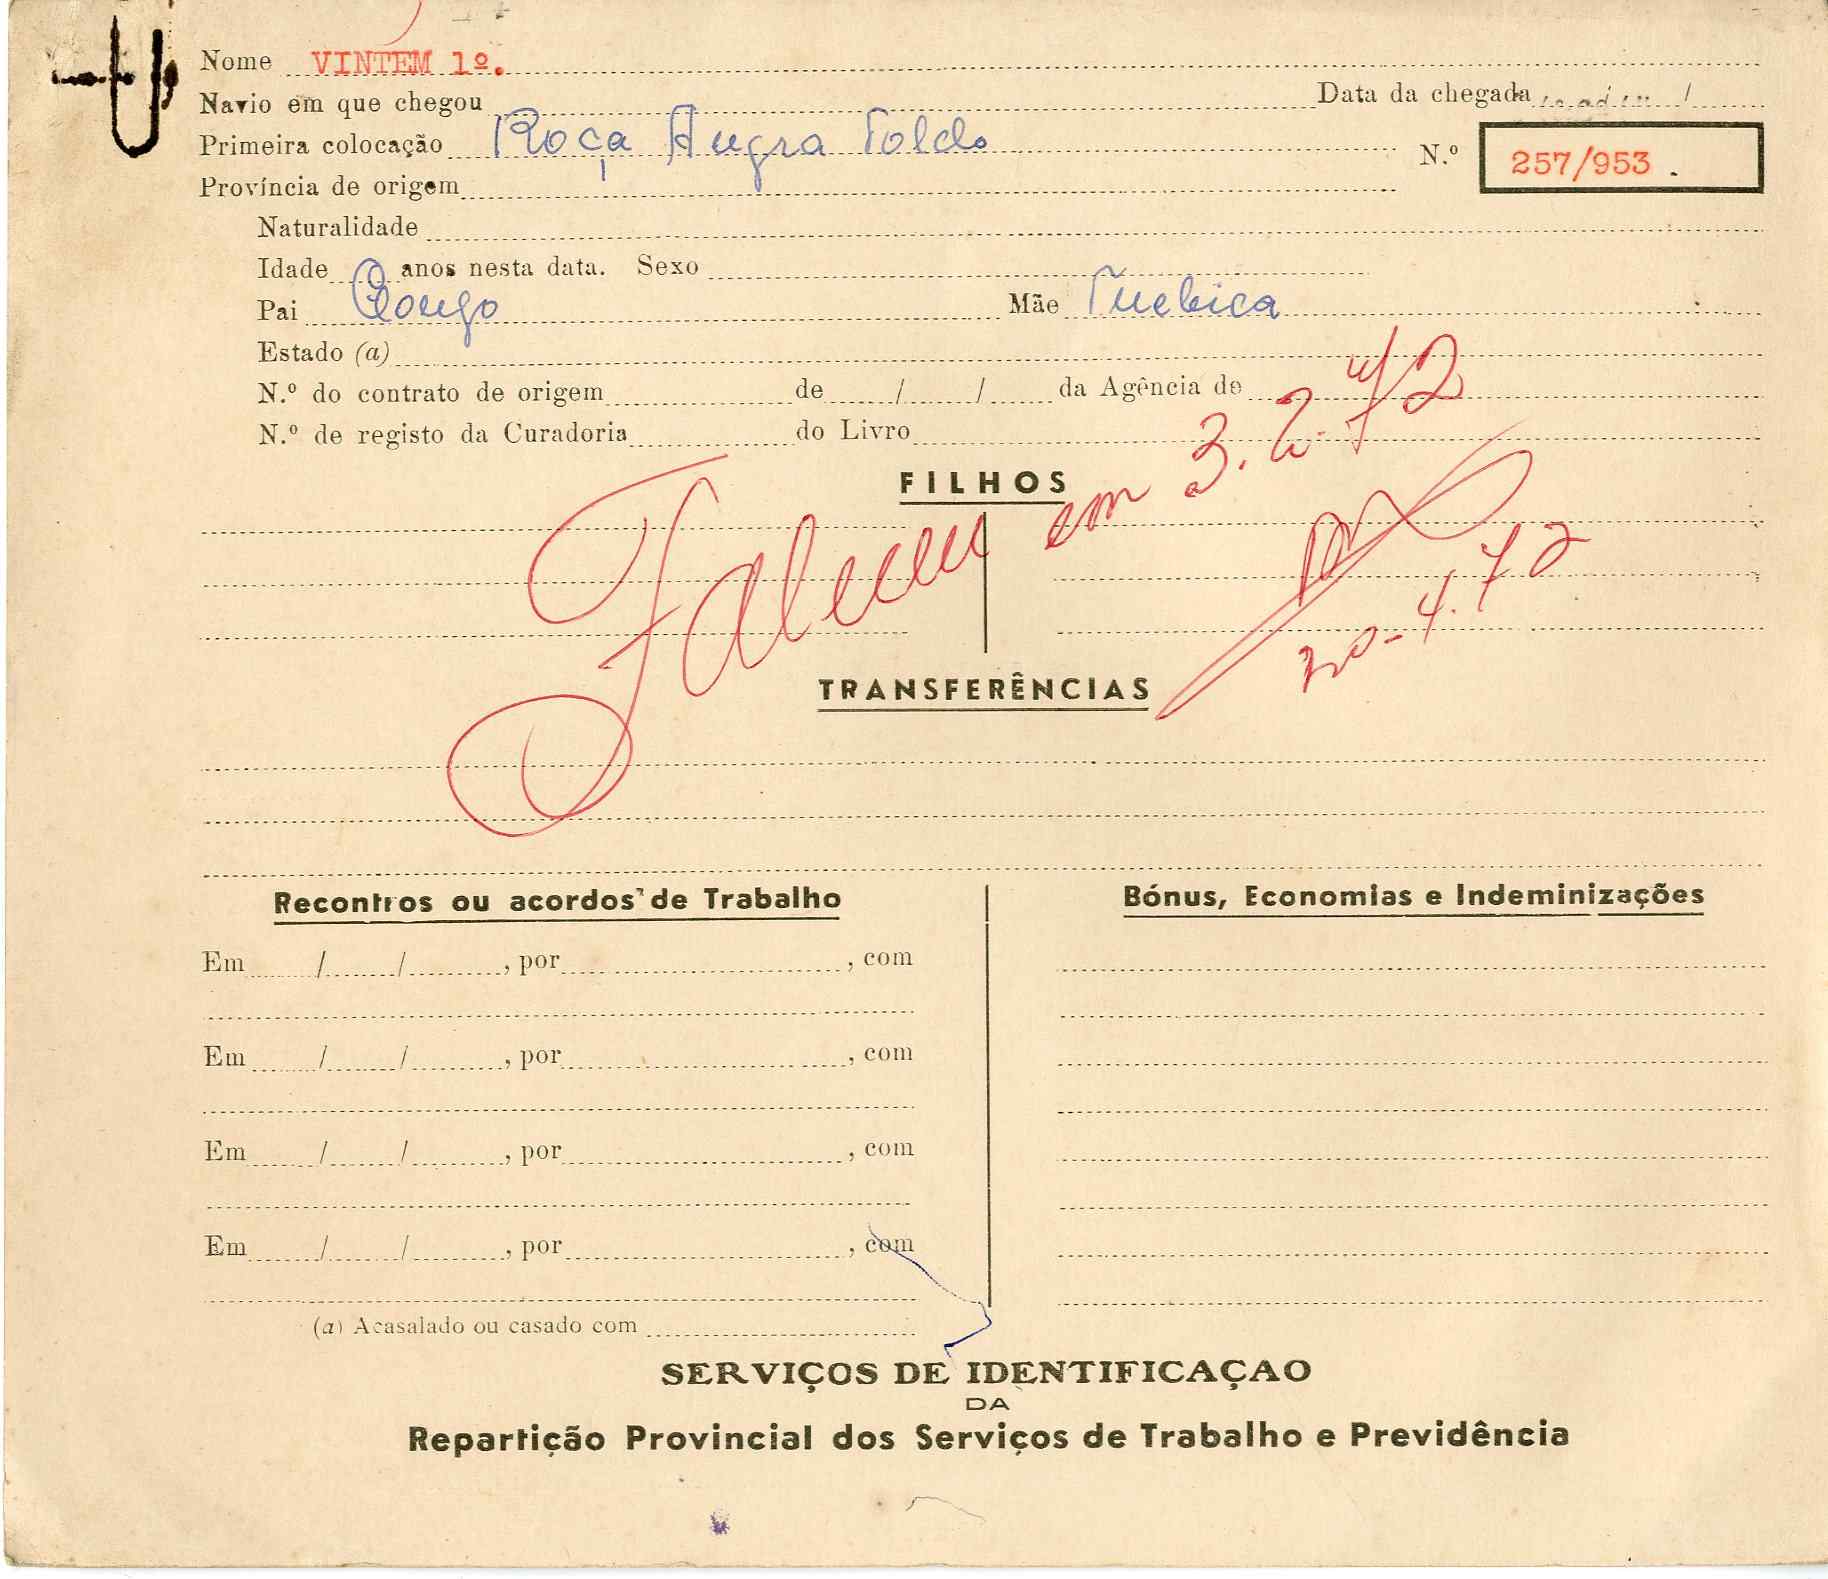 Nome VINTEM 1º.
Navio em que chegou Data da chegada
Primeira colocação Roça Angra Toldo
N.º 257/953.
Província de origem
Naturalidade
Idade anos nesta data. Sexo
Pai Congo Mãe
Estado (a)
N.º do contrato de origem de / / da Agência de
N.º de registo da Curadoria do Livro
FILHOS
Faleceu em 3.2.72
30-4.72
TRANSFERÊNCIAS
Recontros ou acordos de Trabalho
Bónus, Economias e Indeminizações
Em / / , por , com
Em / / , por , com
Em / / , por , com
Em / / , por , com
(a) Acasalado ou casado com
SERVIÇOS DE IDENTIFICAÇAO
DA
Repartição Provincial dos Serviços de Trabalho e Previdência